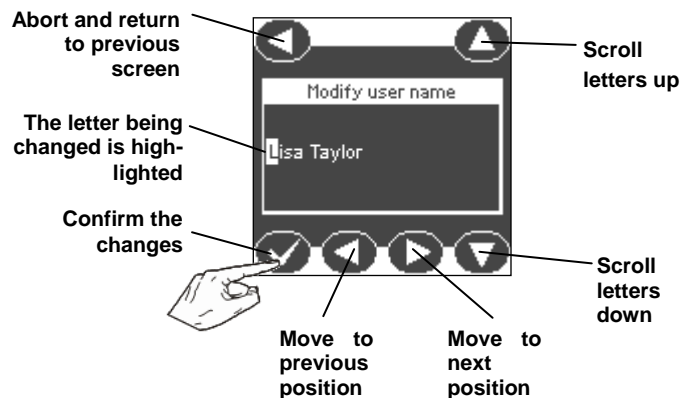 Abort and return
to previous
screen
Scroll
letters up
Modify user name
The letter being
changed is high-
lighted
Lisa Taylor
Confirm the
changes
Scroll
letters
down
Move to
previous
position
Move to
next
position